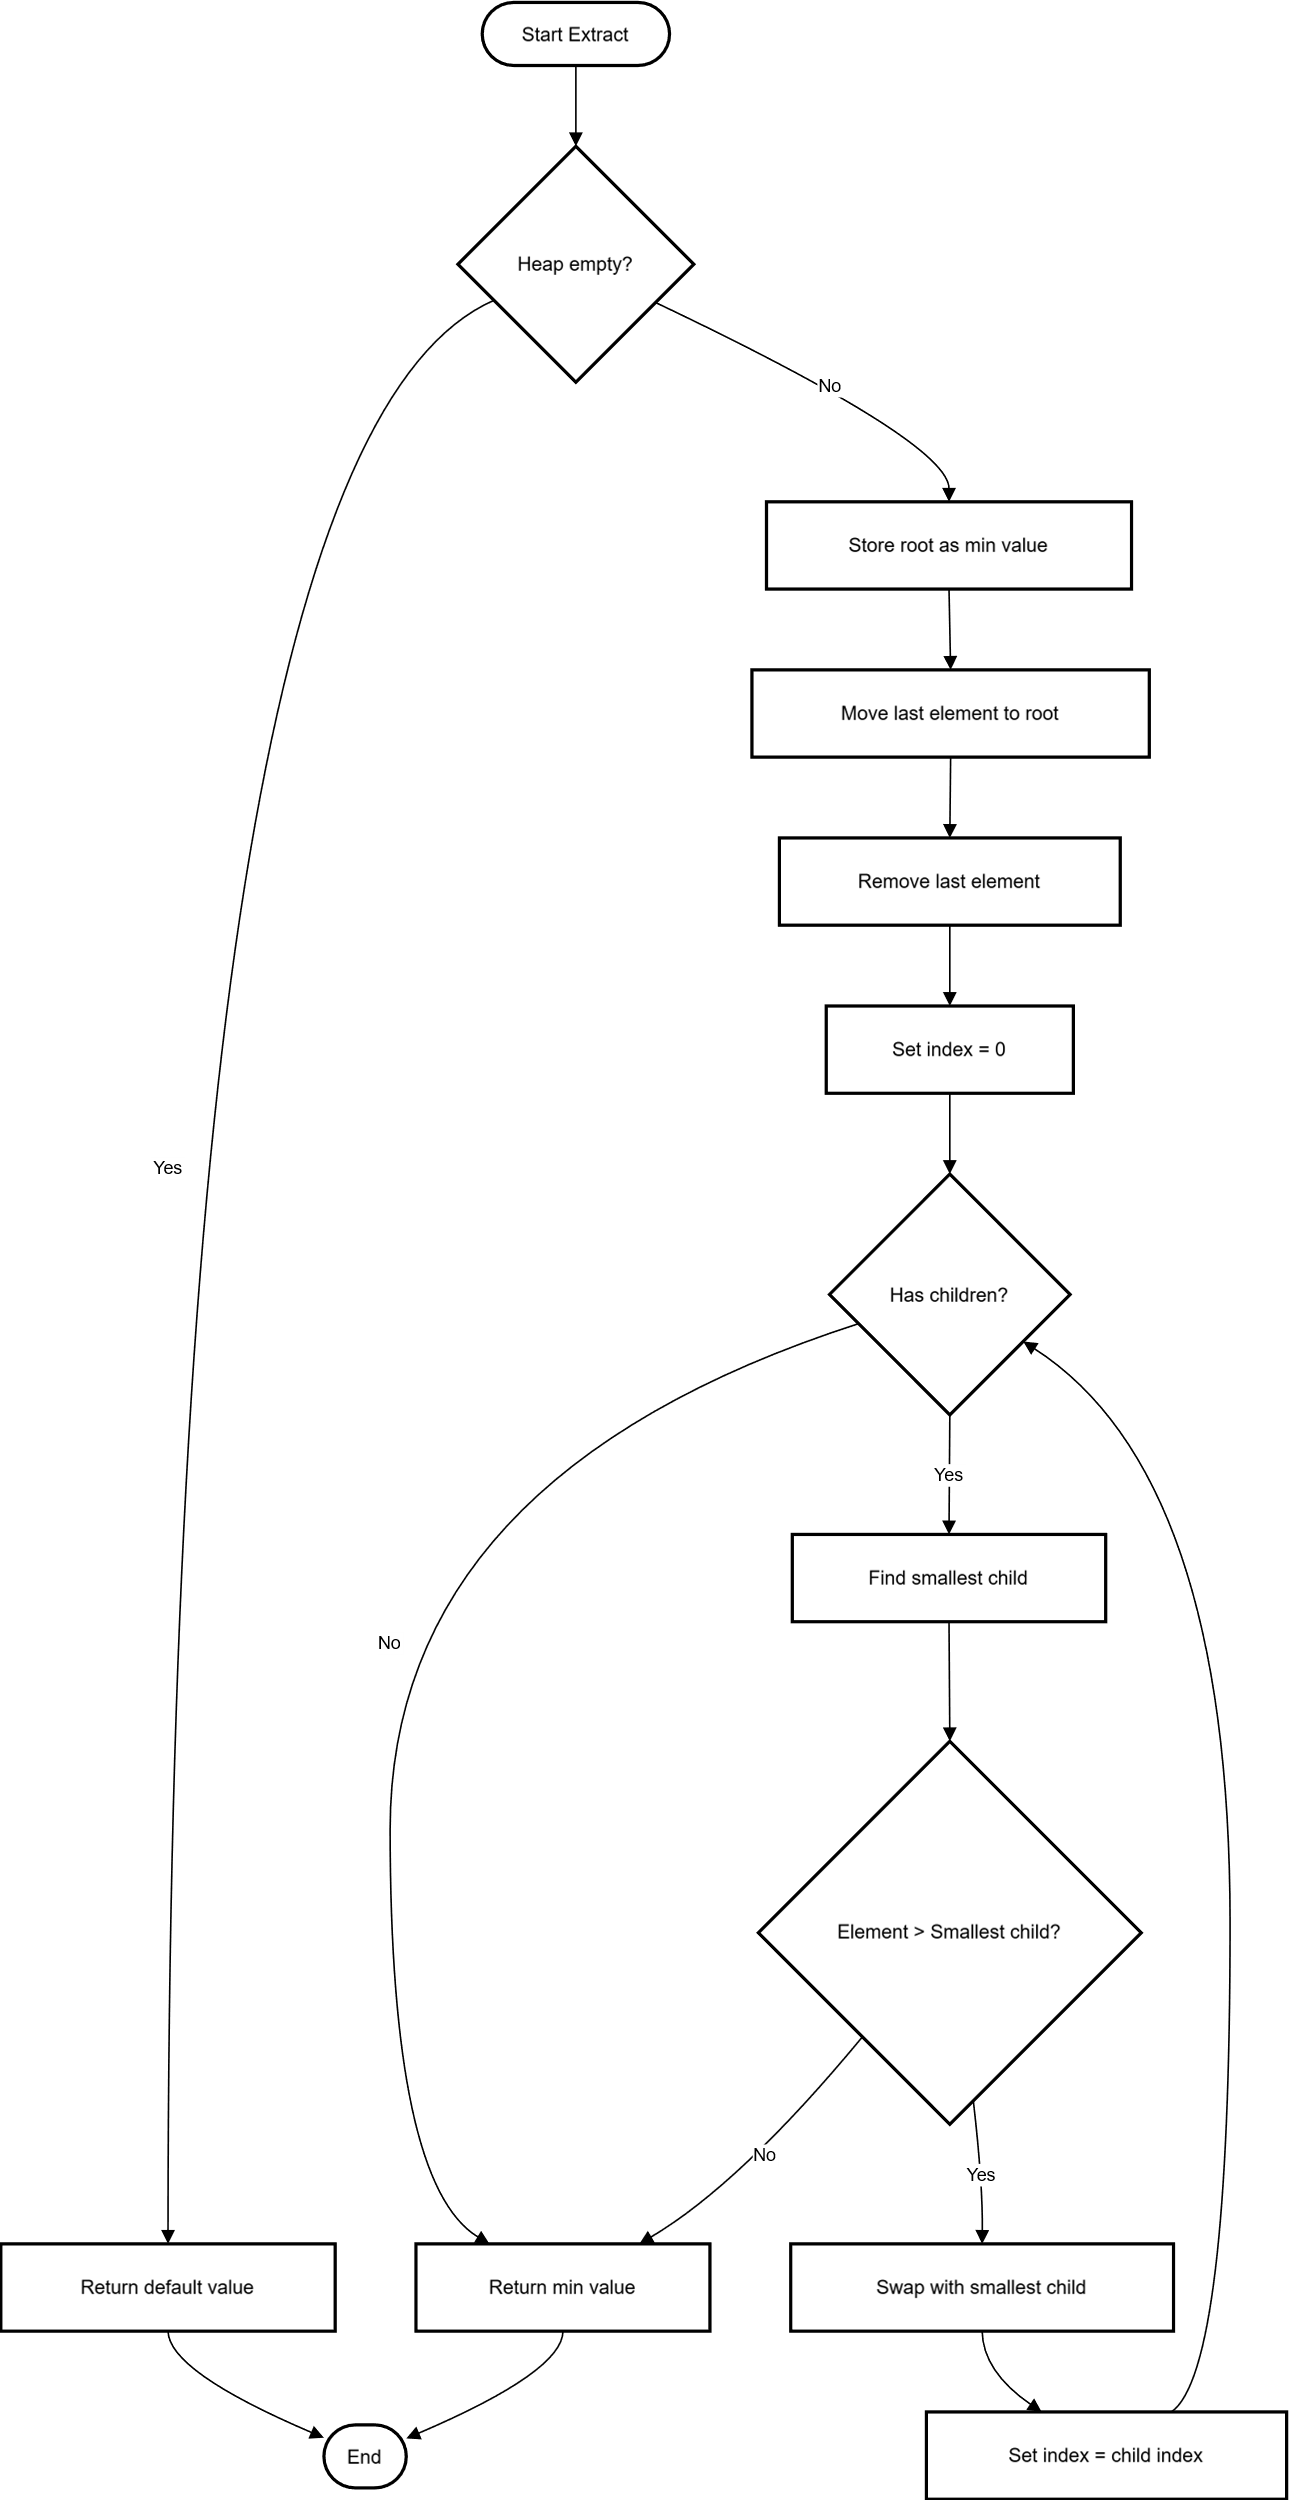 Start Extract
Heap empty?
No
Store root as min value
Move last element to root
Remove last element
Set index = 0
Yes
Has children?
Yes
Find smallest child
No
Element > Smallest child?
No
Yes
Return default value
Return min value
Swap with smallest child
End
Set index = child index